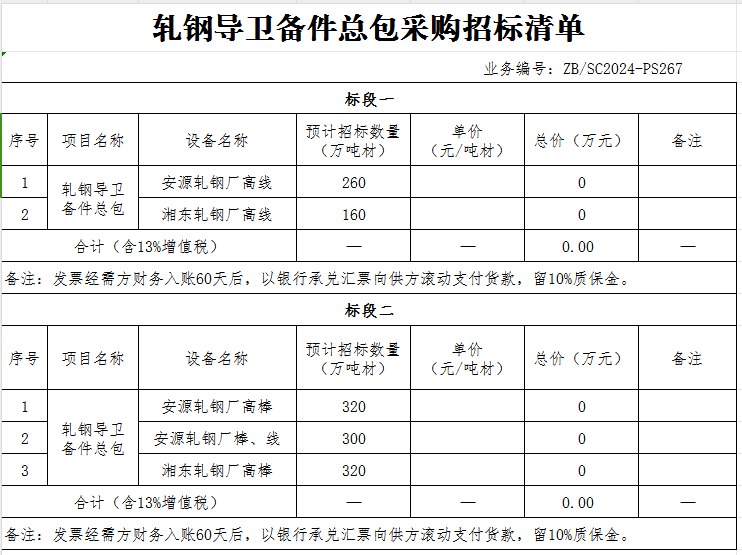 轧钢导卫备件总包采购招标清单
业务编号：ZB/SC2024-PS267
标段一
序号 项目名称 设备名称 预计招标数量（万吨材） 单价（元/吨材） 总价（万元） 备注
1 轧钢导卫备件总包 安源轧钢厂高线 260 0
2 湘东轧钢厂高线 160 0
合计（含13%增值税） — — 0.00 —
备注：发票经需方财务入账60天后，以银行承兑汇票向供方滚动支付货款，留10%质保金。
标段二
序号 项目名称 设备名称 预计招标数量（万吨材） 单价（元/吨材） 总价（万元） 备注
1 轧钢导卫备件总包 安源轧钢厂高棒 320 0
2 安源轧钢厂棒、线 300 0
3 湘东轧钢厂高棒 320 0
合计（含13%增值税） — — 0.00 —
备注：发票经需方财务入账60天后，以银行承兑汇票向供方滚动支付货款，留10%质保金。